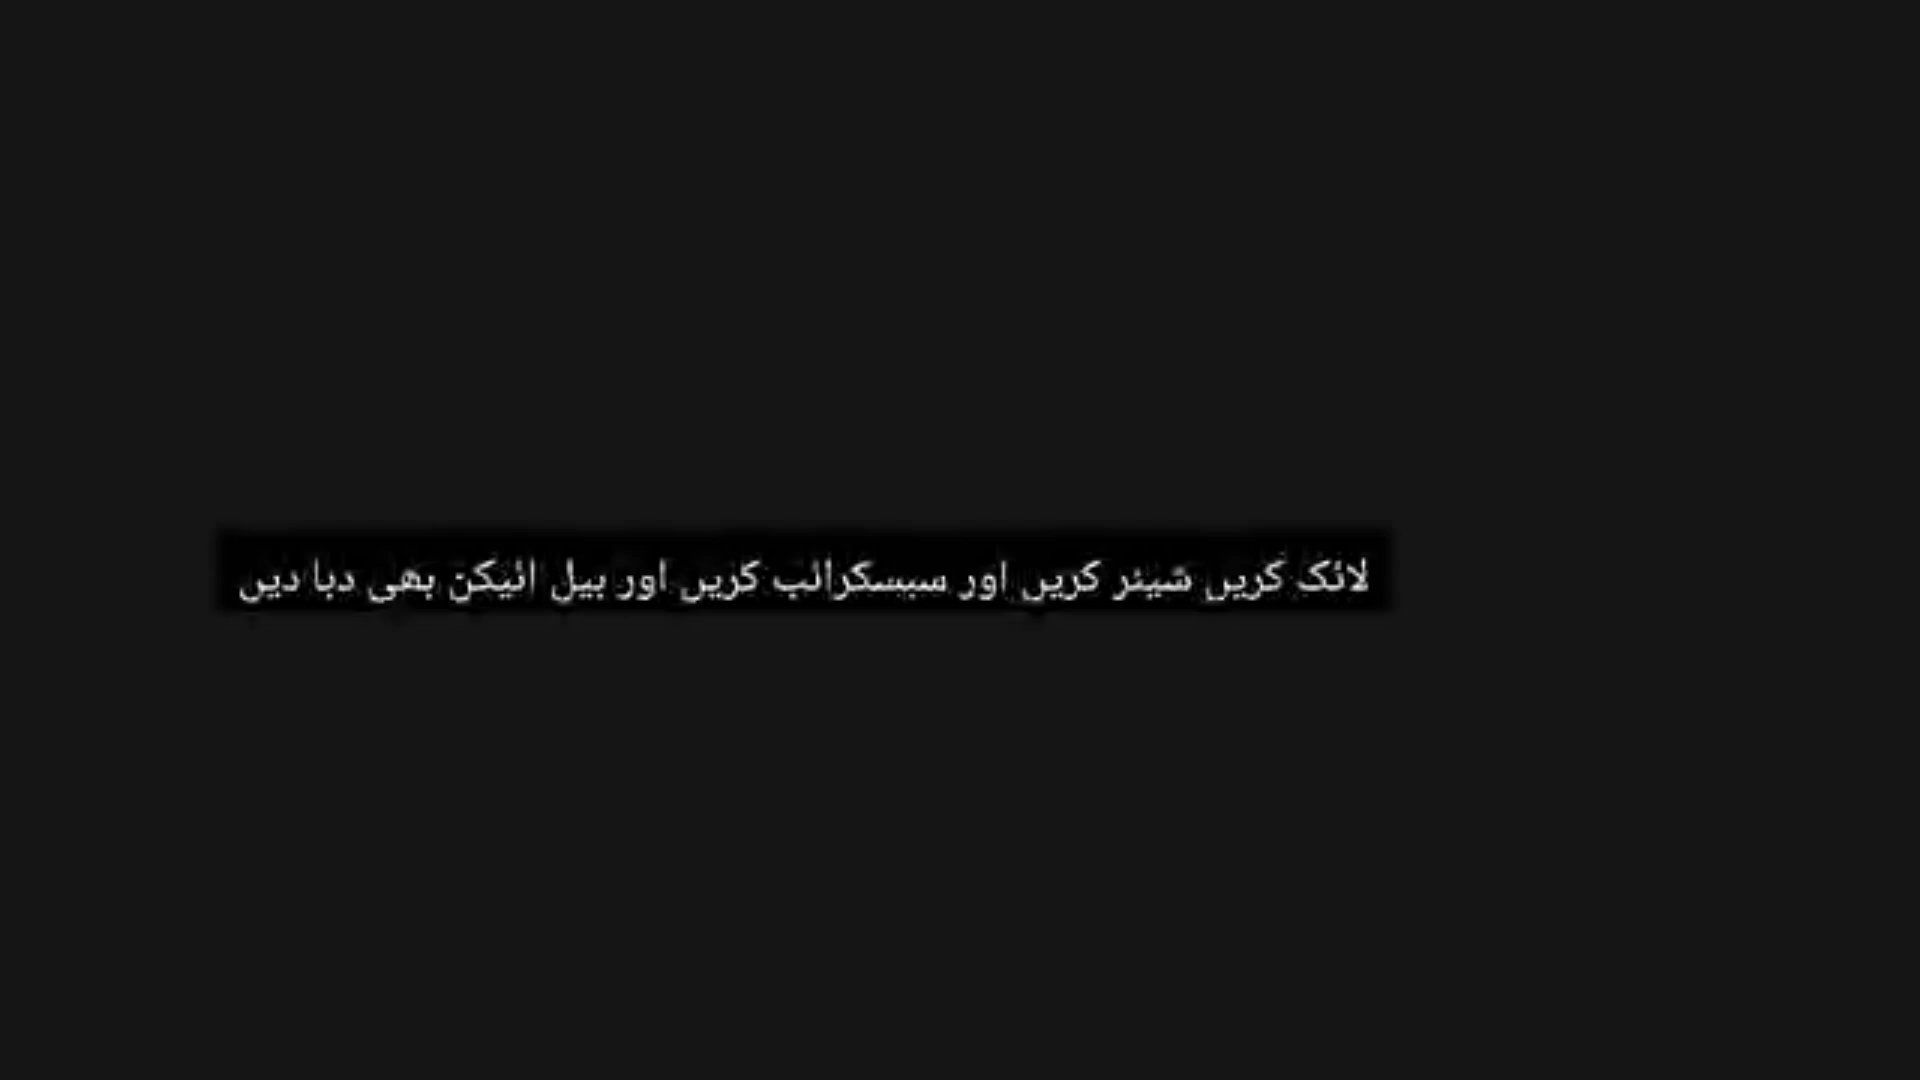 لائک کریں شیئر کریں اور سبسکرائب کریں اور بیل ائیکن بھی دبا دیں